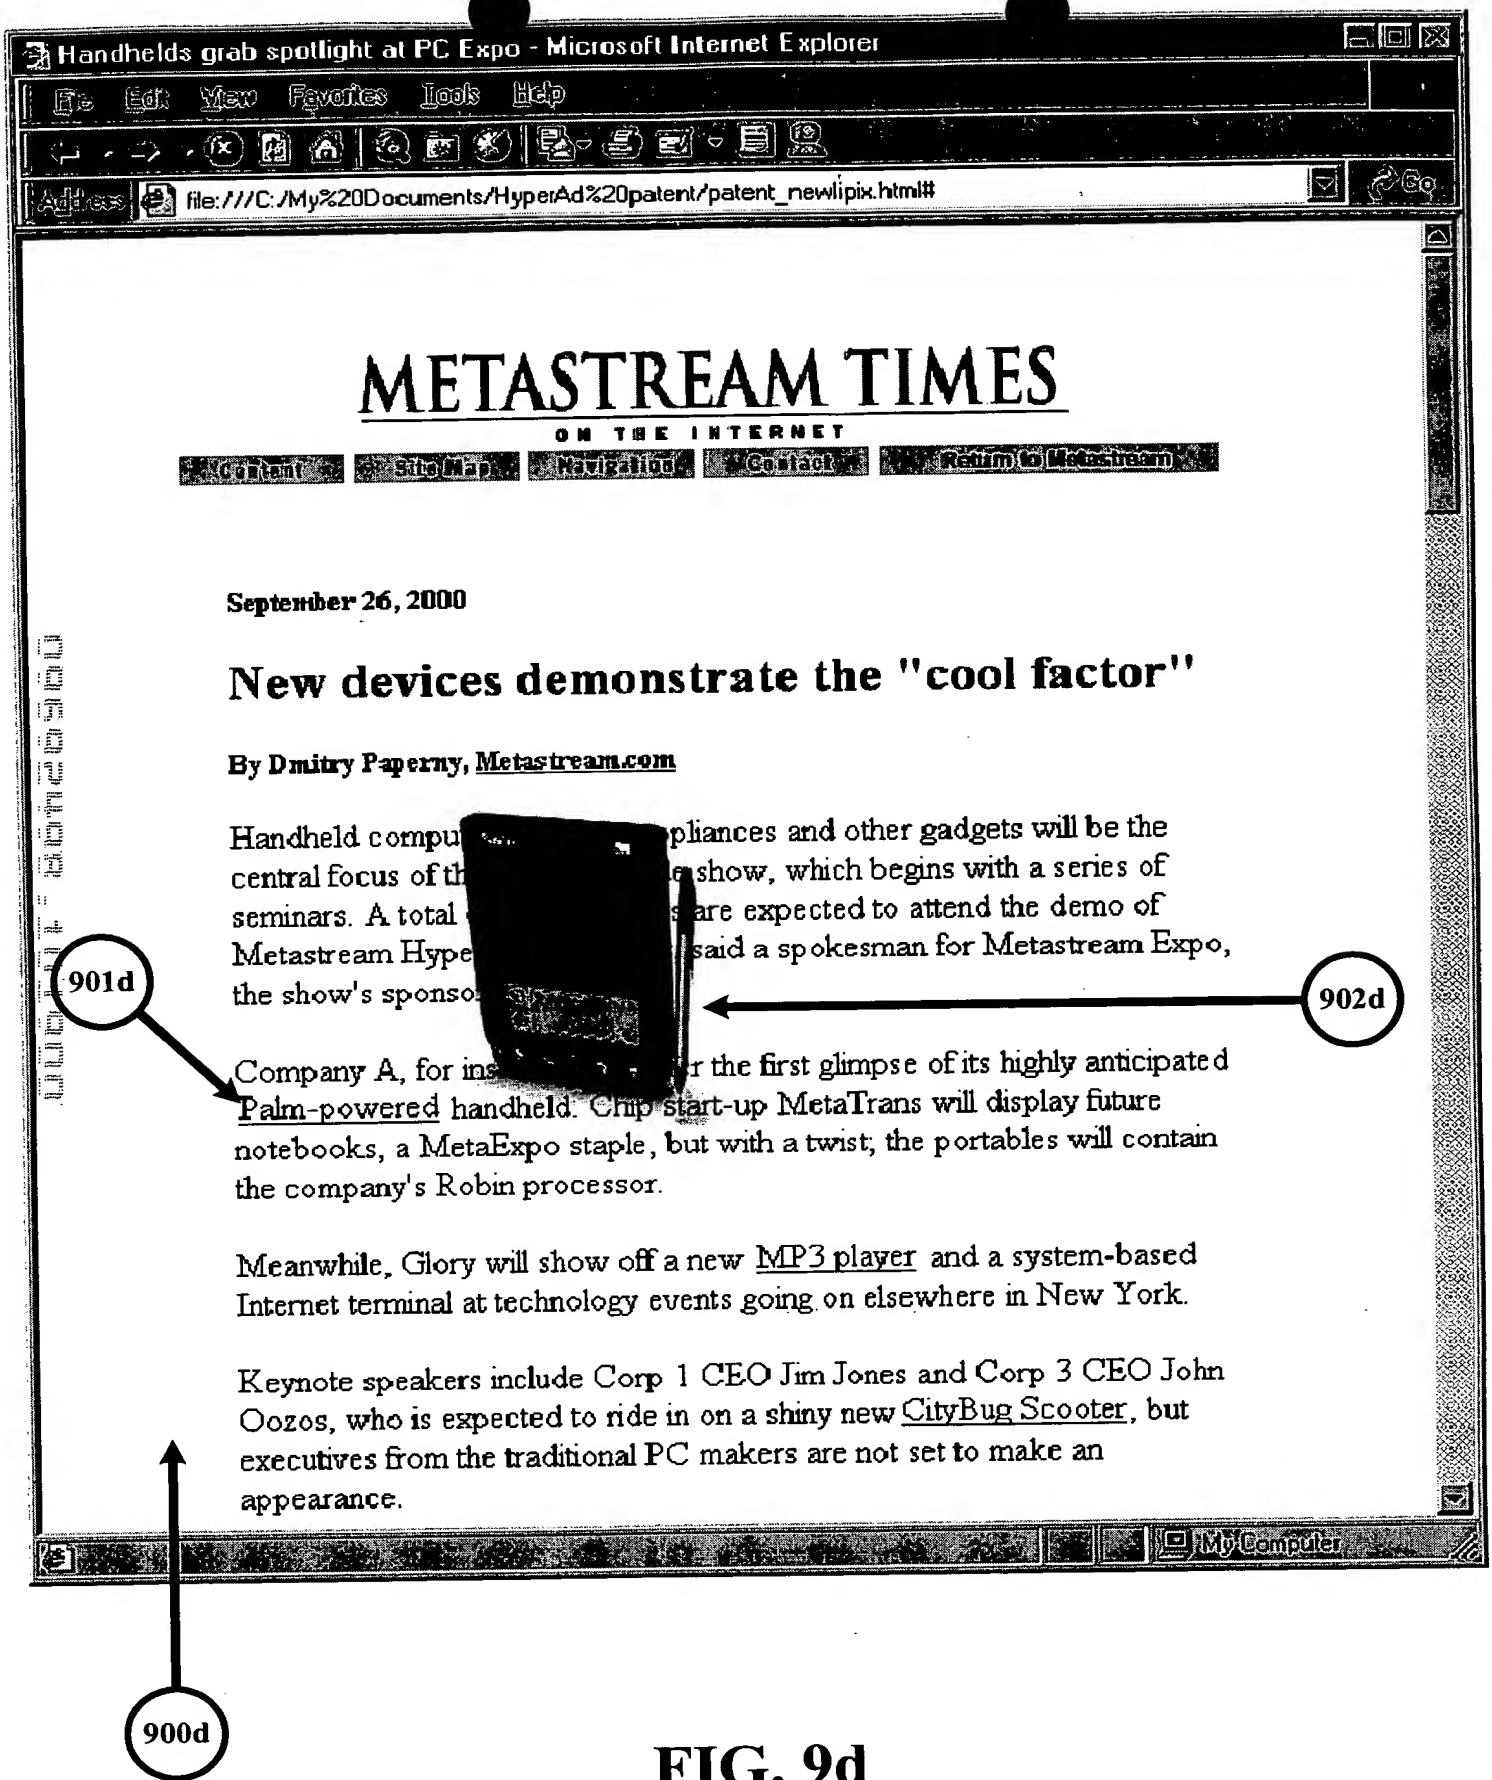 Handhelds grab spotlight at PC Expo - Microsoft Internet Explorer
File Edit View Favorites Tools Help
Address file:///C:/My%20Documents/HyperAd%20patent/patent_newlipix.html# Go
METASTREAM TIMES
ON THE INTERNET
Content Site Map Navigation Contact Return to Metastream
September 26, 2000
New devices demonstrate the "cool factor"
By Dmitry Paperny, Metastream.com
Handheld compu pliances and other gadgets will be the
central focus of th e show, which begins with a series of
seminars. A total s are expected to attend the demo of
Metastream Hype said a spokesman for Metastream Expo,
901d
the show's sponso
902d
Company A, for ins r the first glimpse of its highly anticipated
Palm-powered handheld. Chip start-up MetaTrans will display future
notebooks, a MetaExpo staple, but with a twist; the portables will contain
the company's Robin processor.
Meanwhile, Glory will show off a new MP3 player and a system-based
Internet terminal at technology events going on elsewhere in New York.
Keynote speakers include Corp 1 CEO Jim Jones and Corp 3 CEO John
Oozos, who is expected to ride in on a shiny new CityBug Scooter, but
executives from the traditional PC makers are not set to make an
appearance.
My Computer
900d
FIG. 9d